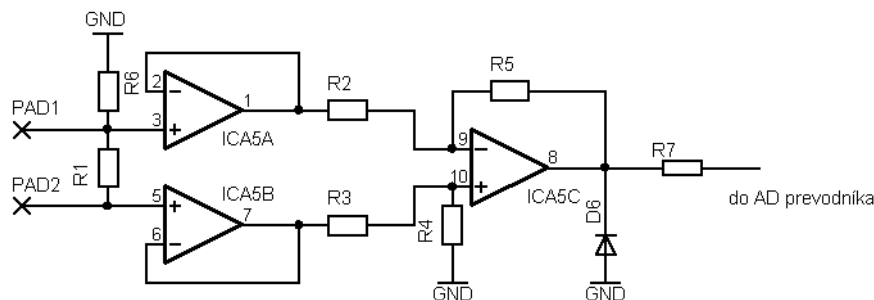 GND
R6
2
3
1
ICA5A
PAD1
R1
PAD2
5
6
7
ICA5B
R2
R3
R5
9
10
8
ICA5C
R4
GND
D6
GND
R7
do AD prevodníka